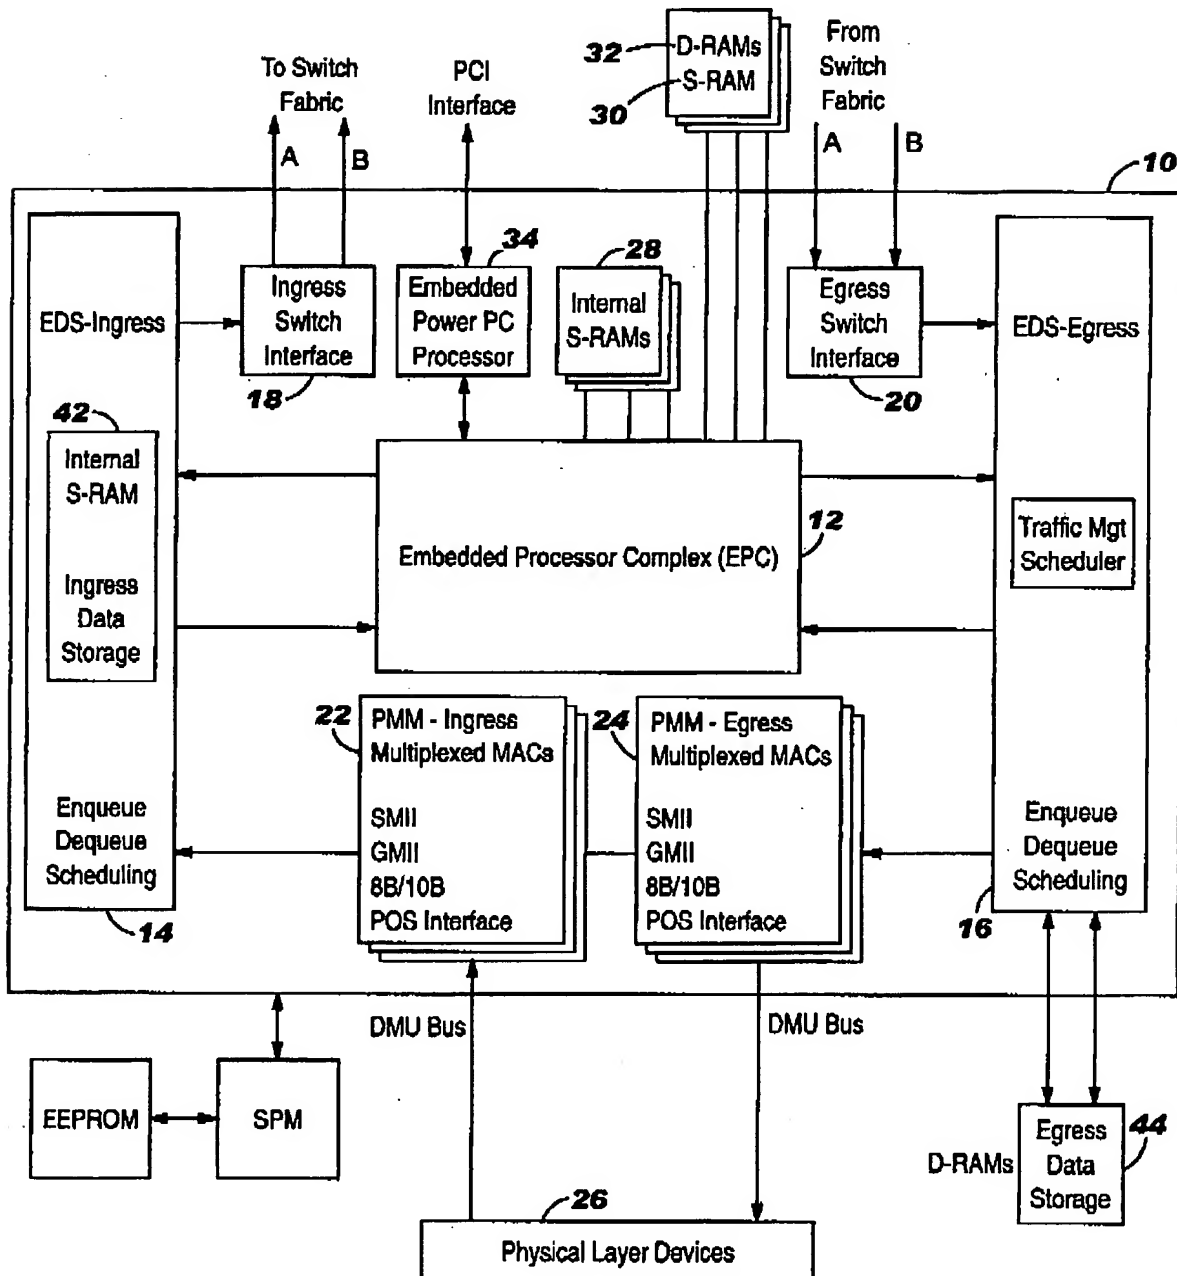 To Switch
Fabric
A
B
PCI
Interface
32
D-RAMs
S-RAM
30
From
Switch
Fabric
A
B
10
EDS-Ingress
Ingress
Switch
Interface
18
34
Embedded
Power PC
Processor
28
Internal
S-RAMs
Egress
Switch
Interface
20
EDS-Egress
42
Internal
S-RAM
Ingress
Data
Storage
Embedded Processor Complex (EPC)
12
Traffic Mgt
Scheduler
22
PMM - Ingress
Multiplexed MACs
SMII
GMII
8B/10B
POS Interface
24
PMM - Egress
Multiplexed MACs
SMII
GMII
8B/10B
POS Interface
Enqueue
Dequeue
Scheduling
14
Enqueue
Dequeue
Scheduling
16
DMU Bus
DMU Bus
EEPROM
SPM
D-RAMs
Egress
Data
Storage
44
26
Physical Layer Devices